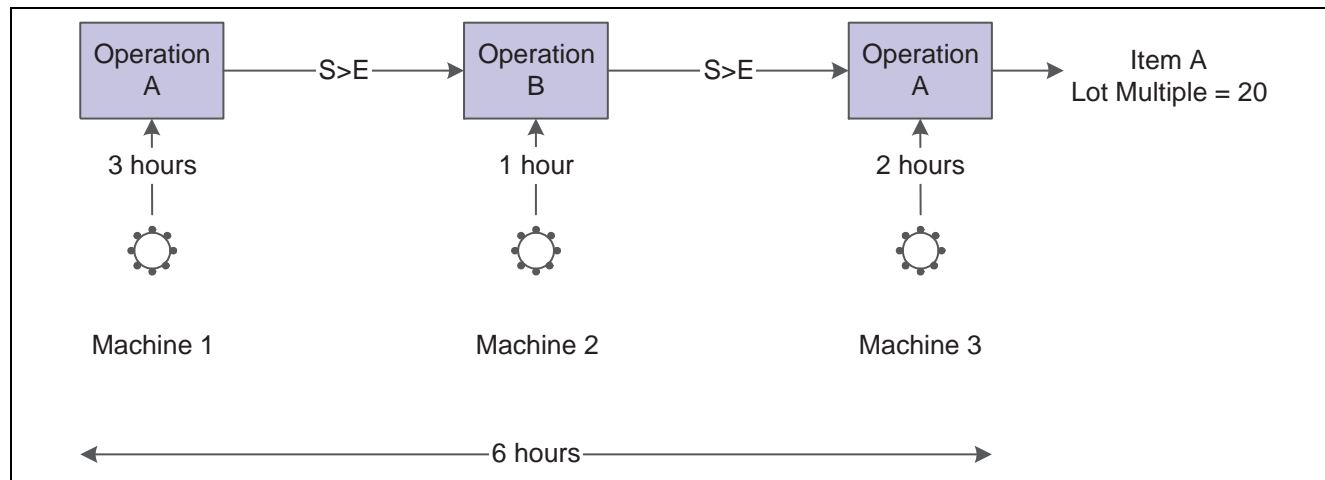 Operation
A
S>E
Operation
B
S>E
Operation
A
Item A
Lot Multiple = 20
3 hours
1 hour
2 hours
Machine 1
Machine 2
Machine 3
6 hours